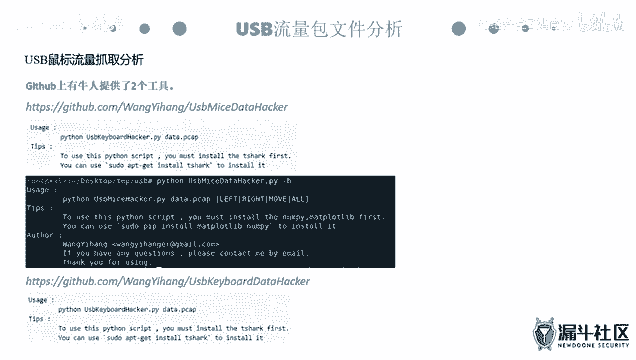 USB流量包文件分析
USB鼠标流量抓取分析
Github上有牛人提供了2个工具。
https://github.com/WangYihang/UsbMiceDataHacker
Usage :
python UsbKeyboardHacker.py data.pcap
Tips :
To use this python script , you must install the tshark first.
You can use `sudo apt-get install tshark` to install it
python UsbMiceDataHacker.py -h
Usage :
python UsbMiceHacker.py data.pcap [LEFT|RIGHT|MOVE|ALL]
Tips :
To use this python script , you must install the numpy,matplotlib first.
You can use `sudo pip install matplotlib numpy` to install it
Author :
WangYihang <wangyihanger@gmail.com>
If you have any questions , please contact me by email.
Thank you for using.
https://github.com/WangYihang/UsbKeyboardDataHacker
Usage :
python UsbKeyboardHacker.py data.pcap
Tips :
To use this python script , you must install the tshark first.
You can use `sudo apt-get install tshark` to install it
漏斗社区
NEWDOONE SECURITY